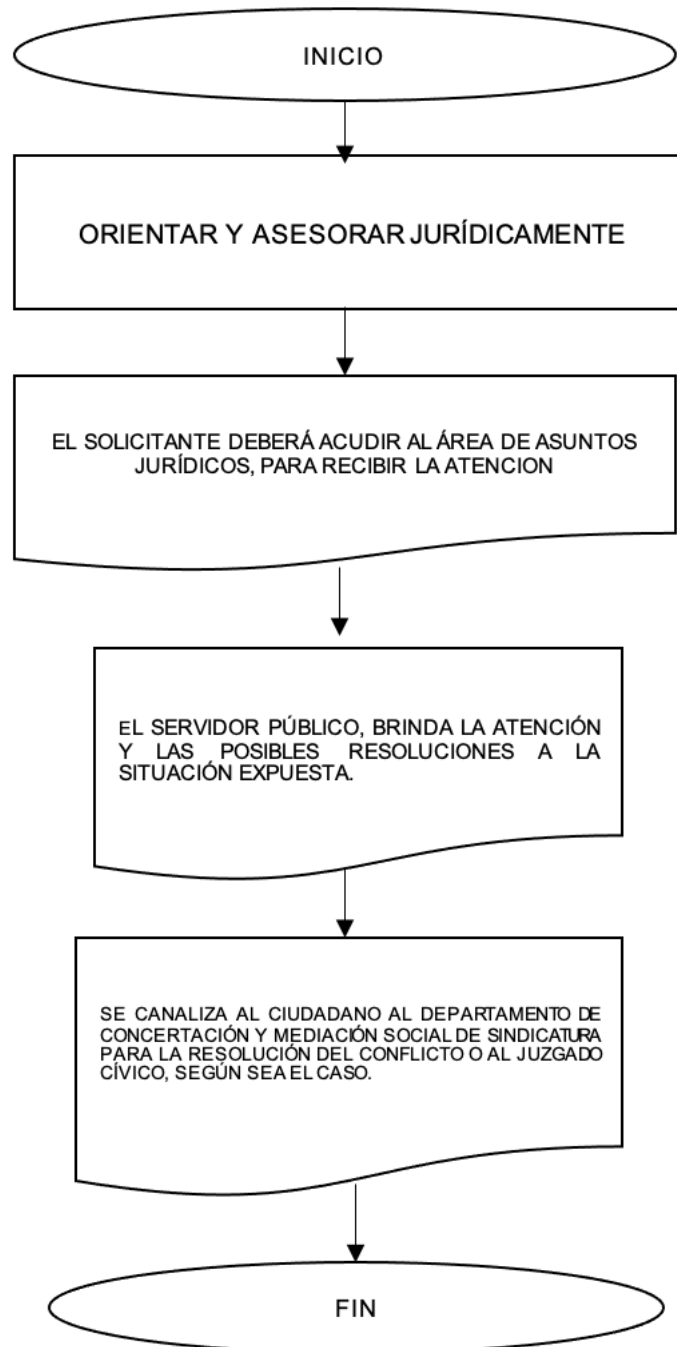 INICIO
ORIENTAR Y ASESORAR JURÍDICAMENTE
EL SOLICITANTE DEBERÁ ACUDIR AL ÁREA DE ASUNTOS
JURÍDICOS, PARA RECIBIR LA ATENCION
EL SERVIDOR PÚBLICO, BRINDA LA ATENCIÓN
Y LAS POSIBLES RESOLUCIONES A LA
SITUACIÓN EXPUESTA.
SE CANALIZA AL CIUDADANO AL DEPARTAMENTO DE
CONCERTACIÓN Y MEDIACIÓN SOCIAL DE SINDICATURA
PARA LA RESOLUCIÓN DEL CONFLICTO O AL JUZGADO
CÍVICO, SEGÚN SEA EL CASO.
FIN